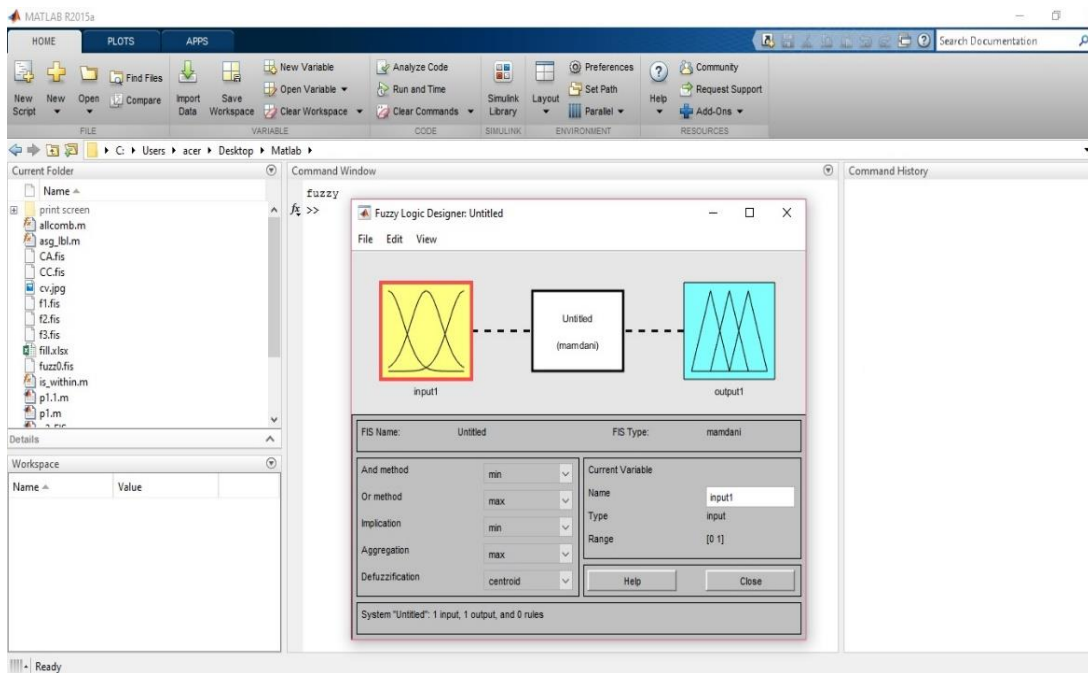 MATLAB R2015a
HOME PLOTS APPS
Search Documentation
New Script
New
Open
Find Files
Compare
Import Data
Save Workspace
New Variable
Open Variable
Clear Workspace
Analyze Code
Run and Time
Clear Commands
Simulink Library
Layout
Preferences
Set Path
Parallel
Help
Community
Request Support
Add-Ons
FILE VARIABLE CODE SIMULINK ENVIRONMENT RESOURCES
C: Users acer Desktop Matlab
Current Folder
Name
print screen
allcomb.m
asg_lbl.m
CA.fis
CC.fis
cv.jpg
f1.fis
f2.fis
f3.fis
fill.xlsx
fuzz0.fis
is_within.m
p1.1.m
p1.m
Details
Workspace
Name Value
Command Window
fuzzy
fx >>
Command History
Fuzzy Logic Designer: Untitled
File Edit View
input1
Untitled
(mamdani)
output1
FIS Name: Untitled FIS Type: mamdani
And method min
Or method max
Implication min
Aggregation max
Defuzzification centroid
Current Variable
Name input1
Type input
Range [0 1]
Help Close
System "Untitled": 1 input, 1 output, and 0 rules
Ready